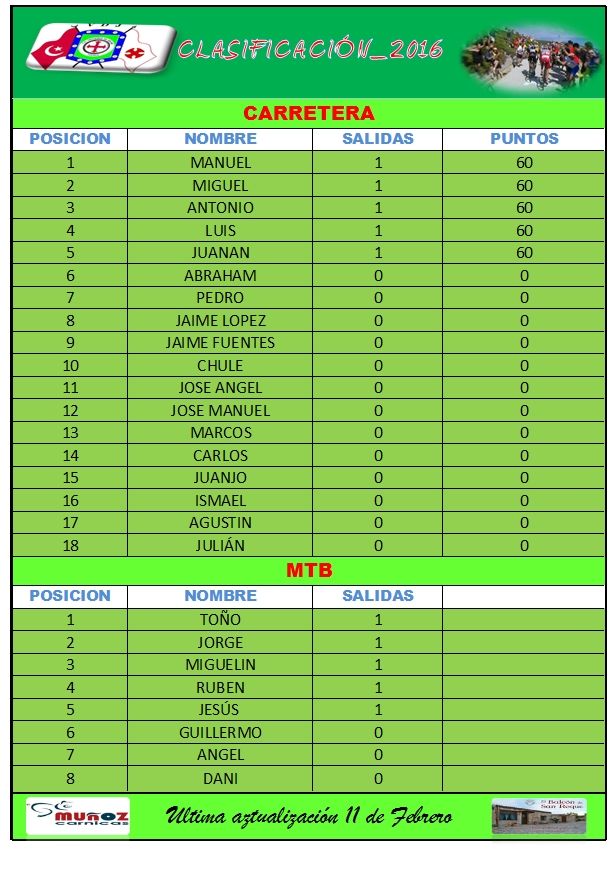 CLASIFICACIÓN_2016
CARRETERA
POSICION NOMBRE SALIDAS PUNTOS
1 MANUEL 1 60
2 MIGUEL 1 60
3 ANTONIO 1 60
4 LUIS 1 60
5 JUANAN 1 60
6 ABRAHAM 0 0
7 PEDRO 0 0
8 JAIME LOPEZ 0 0
9 JAIME FUENTES 0 0
10 CHULE 0 0
11 JOSE ANGEL 0 0
12 JOSE MANUEL 0 0
13 MARCOS 0 0
14 CARLOS 0 0
15 JUANJO 0 0
16 ISMAEL 0 0
17 AGUSTIN 0 0
18 JULIÁN 0 0
MTB
POSICION NOMBRE SALIDAS
1 TOÑO 1
2 JORGE 1
3 MIGUELIN 1
4 RUBEN 1
5 JESÚS 1
6 GUILLERMO 0
7 ANGEL 0
8 DANI 0
MUÑOZ
carnicas
Ultima aztualización 11 de Febrero
El Balcón de
San Roque